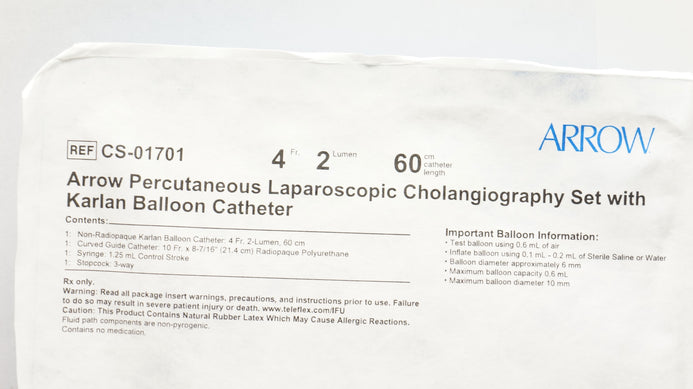 ARROW
REF CS-01701
4 Fr. 2 Lumen 60 cm catheter length
Arrow Percutaneous Laparoscopic Cholangiography Set with
Karlan Balloon Catheter
Contents:
1: Non-Radiopaque Karlan Balloon Catheter: 4 Fr. 2-Lumen, 60 cm
1: Curved Guide Catheter: 10 Fr. x 8-7/16" (21.4 cm) Radiopaque Polyurethane
1: Syringe: 1.25 mL Control Stroke
1: Stopcock: 3-way
Important Balloon Information:
• Test balloon using 0.6 mL of air
• Inflate balloon using 0.1 mL - 0.2 mL of Sterile Saline or Water
• Balloon diameter approximately 6 mm
• Maximum balloon capacity 0.6 mL
• Maximum balloon diameter 10 mm
Rx only.
Warning: Read all package insert warnings, precautions, and instructions prior to use. Failure
to do so may result in severe patient injury or death. www.teleflex.com/IFU
Caution: This Product Contains Natural Rubber Latex Which May Cause Allergic Reactions.
Fluid path components are non-pyrogenic.
Contains no medication.